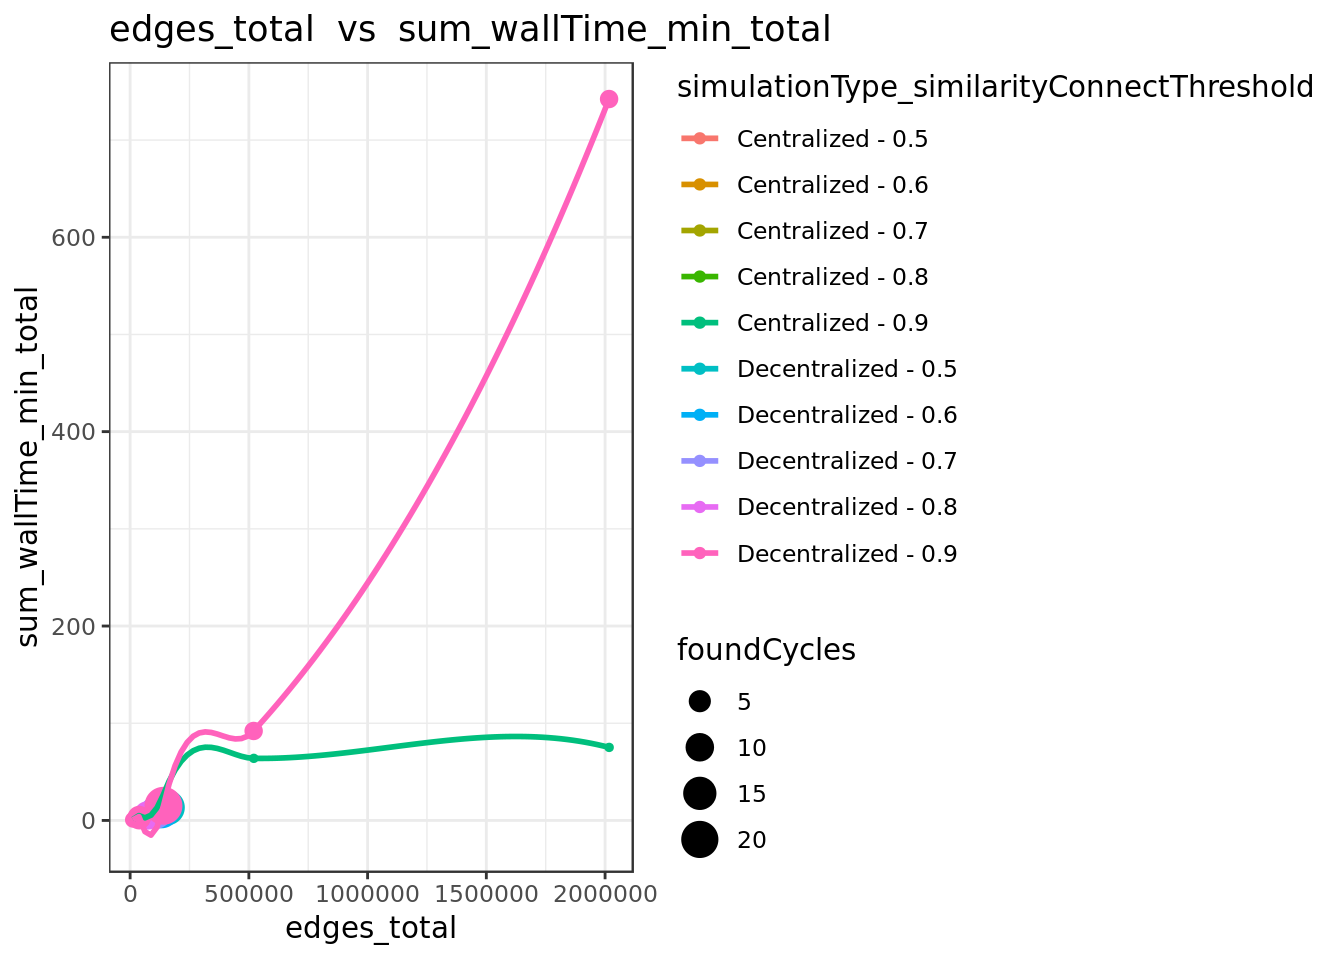 edges_total  vs  sum_wallTime_min_total
sum_wallTime_min_total
600
400
200
0
0
500000
1000000
1500000
2000000
edges_total
simulationType_similarityConnectThreshold
Centralized - 0.5
Centralized - 0.6
Centralized - 0.7
Centralized - 0.8
Centralized - 0.9
Decentralized - 0.5
Decentralized - 0.6
Decentralized - 0.7
Decentralized - 0.8
Decentralized - 0.9
foundCycles
5
10
15
20